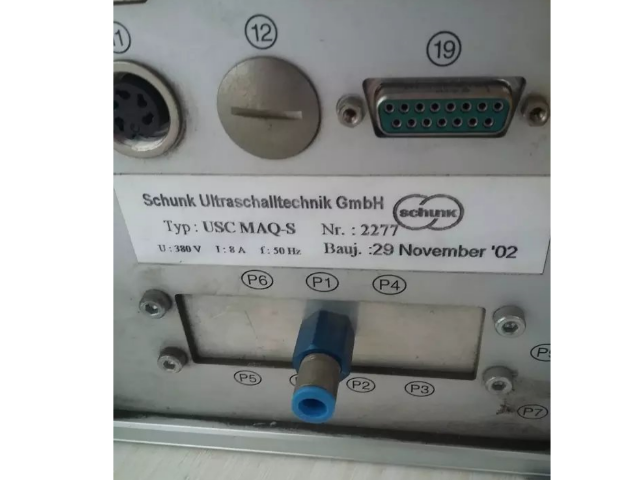 12
19
Schunk Ultraschalltechnik GmbH
schunk
Typ : USC MAQ-S Nr. : 2277
U : 380 V I : 8 A f : 50 Hz Bauj. :29 November '02
P6 P1 P4
P5 P2 P3
P7